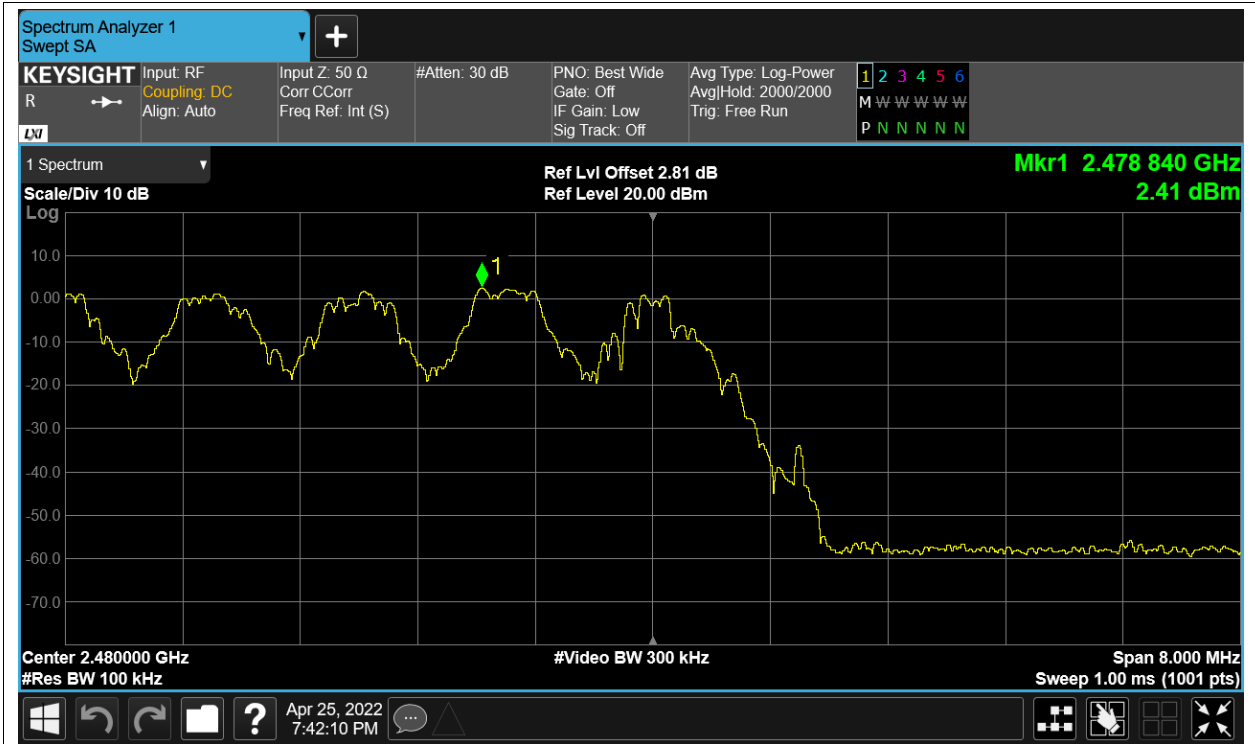 Spectrum Analyzer 1
Swept SA
KEYSIGHT
R
LXI
Input: RF
Coupling: DC
Align: Auto
Input Z: 50 Ω
Corr CCorr
Freq Ref: Int (S)
#Atten: 30 dB
PNO: Best Wide
Gate: Off
IF Gain: Low
Sig Track: Off
Avg Type: Log-Power
Avg|Hold: 2000/2000
Trig: Free Run
1 2 3 4 5 6
M W W W W W
P N N N N N
1 Spectrum
Scale/Div 10 dB
Ref Lvl Offset 2.81 dB
Ref Level 20.00 dBm
Mkr1 2.478 840 GHz
2.41 dBm
Log
10.0
0.00
-10.0
-20.0
-30.0
-40.0
-50.0
-60.0
-70.0
1
Center 2.480000 GHz
#Res BW 100 kHz
#Video BW 300 kHz
Span 8.000 MHz
Sweep 1.00 ms (1001 pts)
?
Apr 25, 2022
7:42:10 PM